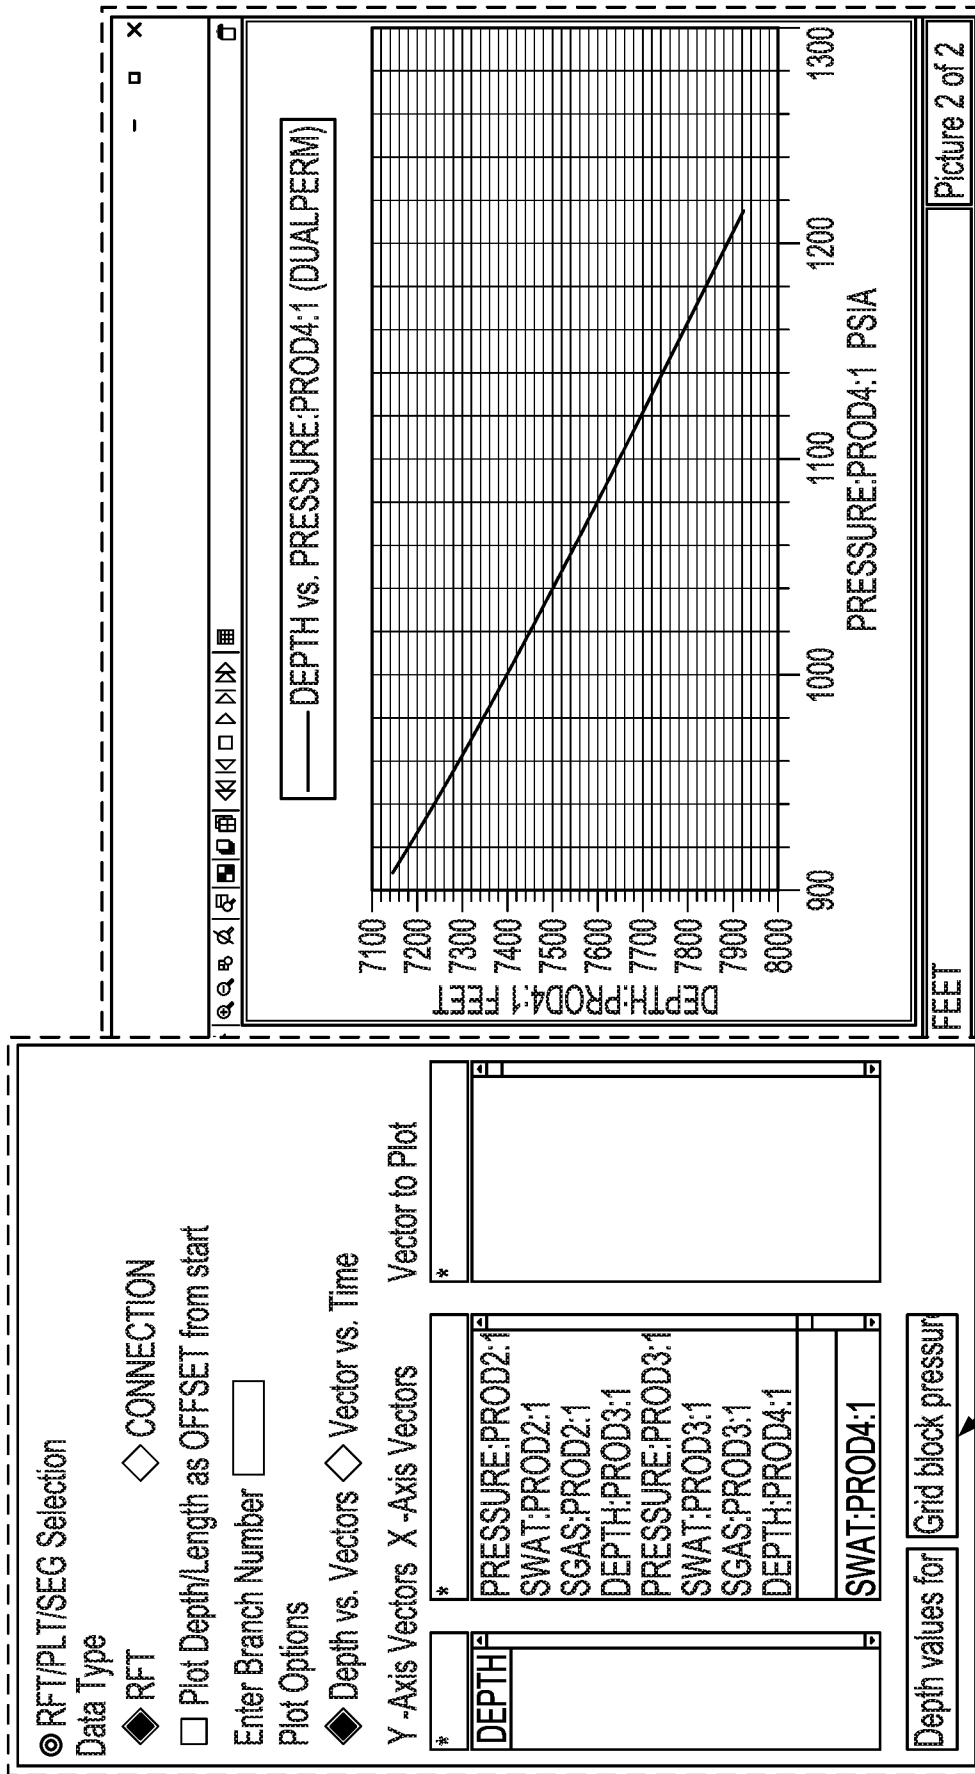 RFT/PLT/SEG Selection
Data Type
RFT CONNECTION
Plot Depth/Length as OFFSET from start
Enter Branch Number
Plot Options
Depth vs. Vectors Vector vs. Time
Y -Axis Vectors X -Axis Vectors Vector to Plot
* * *
DEPTH
PRESSURE:PROD2:1
SWAT:PROD2:1
SGAS:PROD2:1
DEPTH:PROD3:1
PRESSURE:PROD3:1
SWAT:PROD3:1
SGAS:PROD3:1
DEPTH:PROD4:1
SWAT:PROD4:1
Depth values for Grid block pressur
DEPTH vs. PRESSURE:PROD4:1 (DUALPERM)
DEPTH:PROD4:1 FEET
7100
7200
7300
7400
7500
7600
7700
7800
7900
8000
900 1000 1100 1200 1300
PRESSURE:PROD4:1 PSIA
FEET
Picture 2 of 2